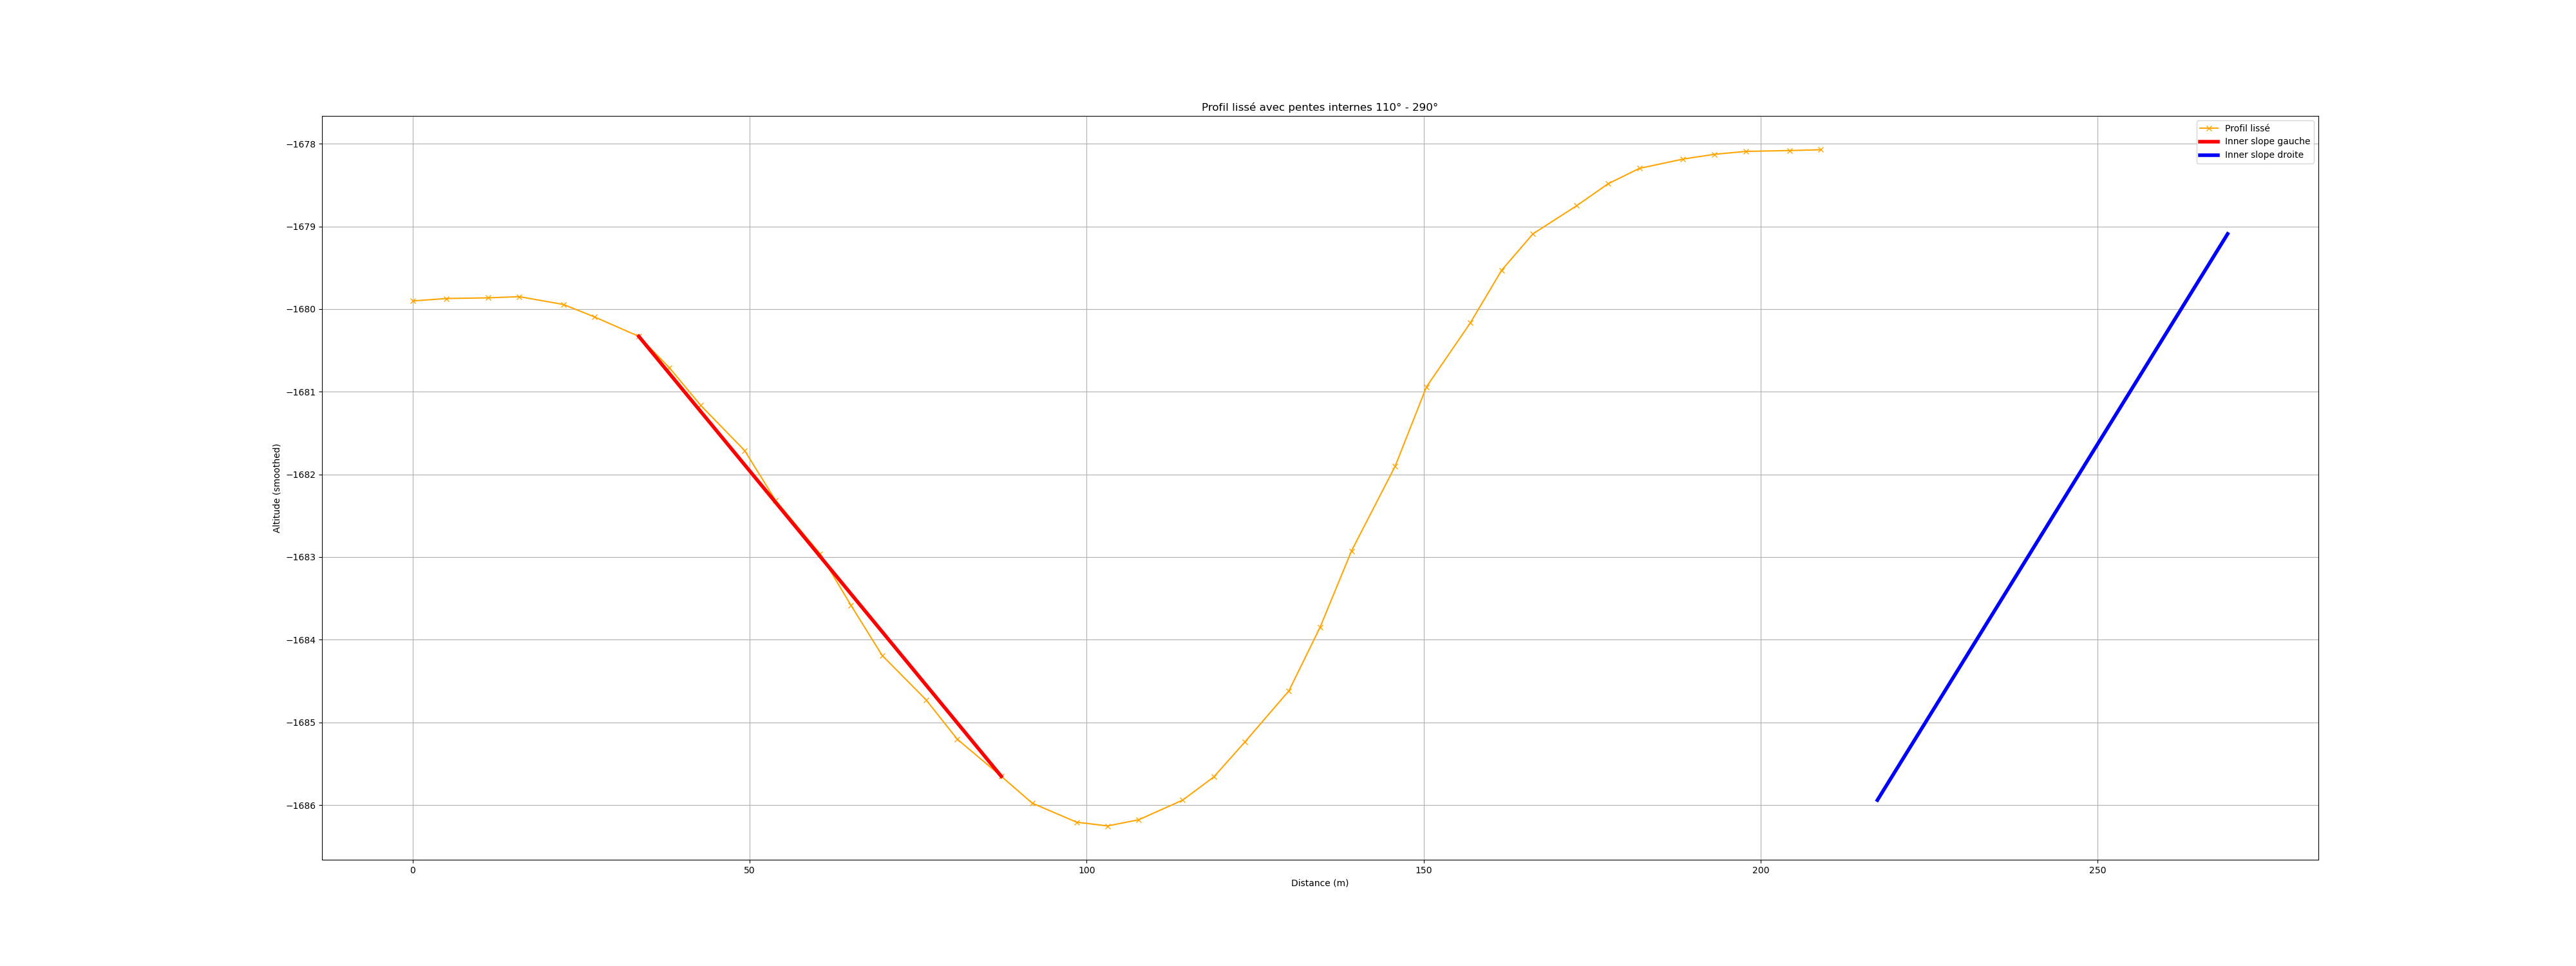 Profil lissé avec pentes internes 110° - 290°
Profil lissé
Inner slope gauche
Inner slope droite
−1678
−1679
−1680
−1681
−1682
−1683
−1684
−1685
−1686
Altitude (smoothed)
0
50
100
150
200
250
Distance (m)